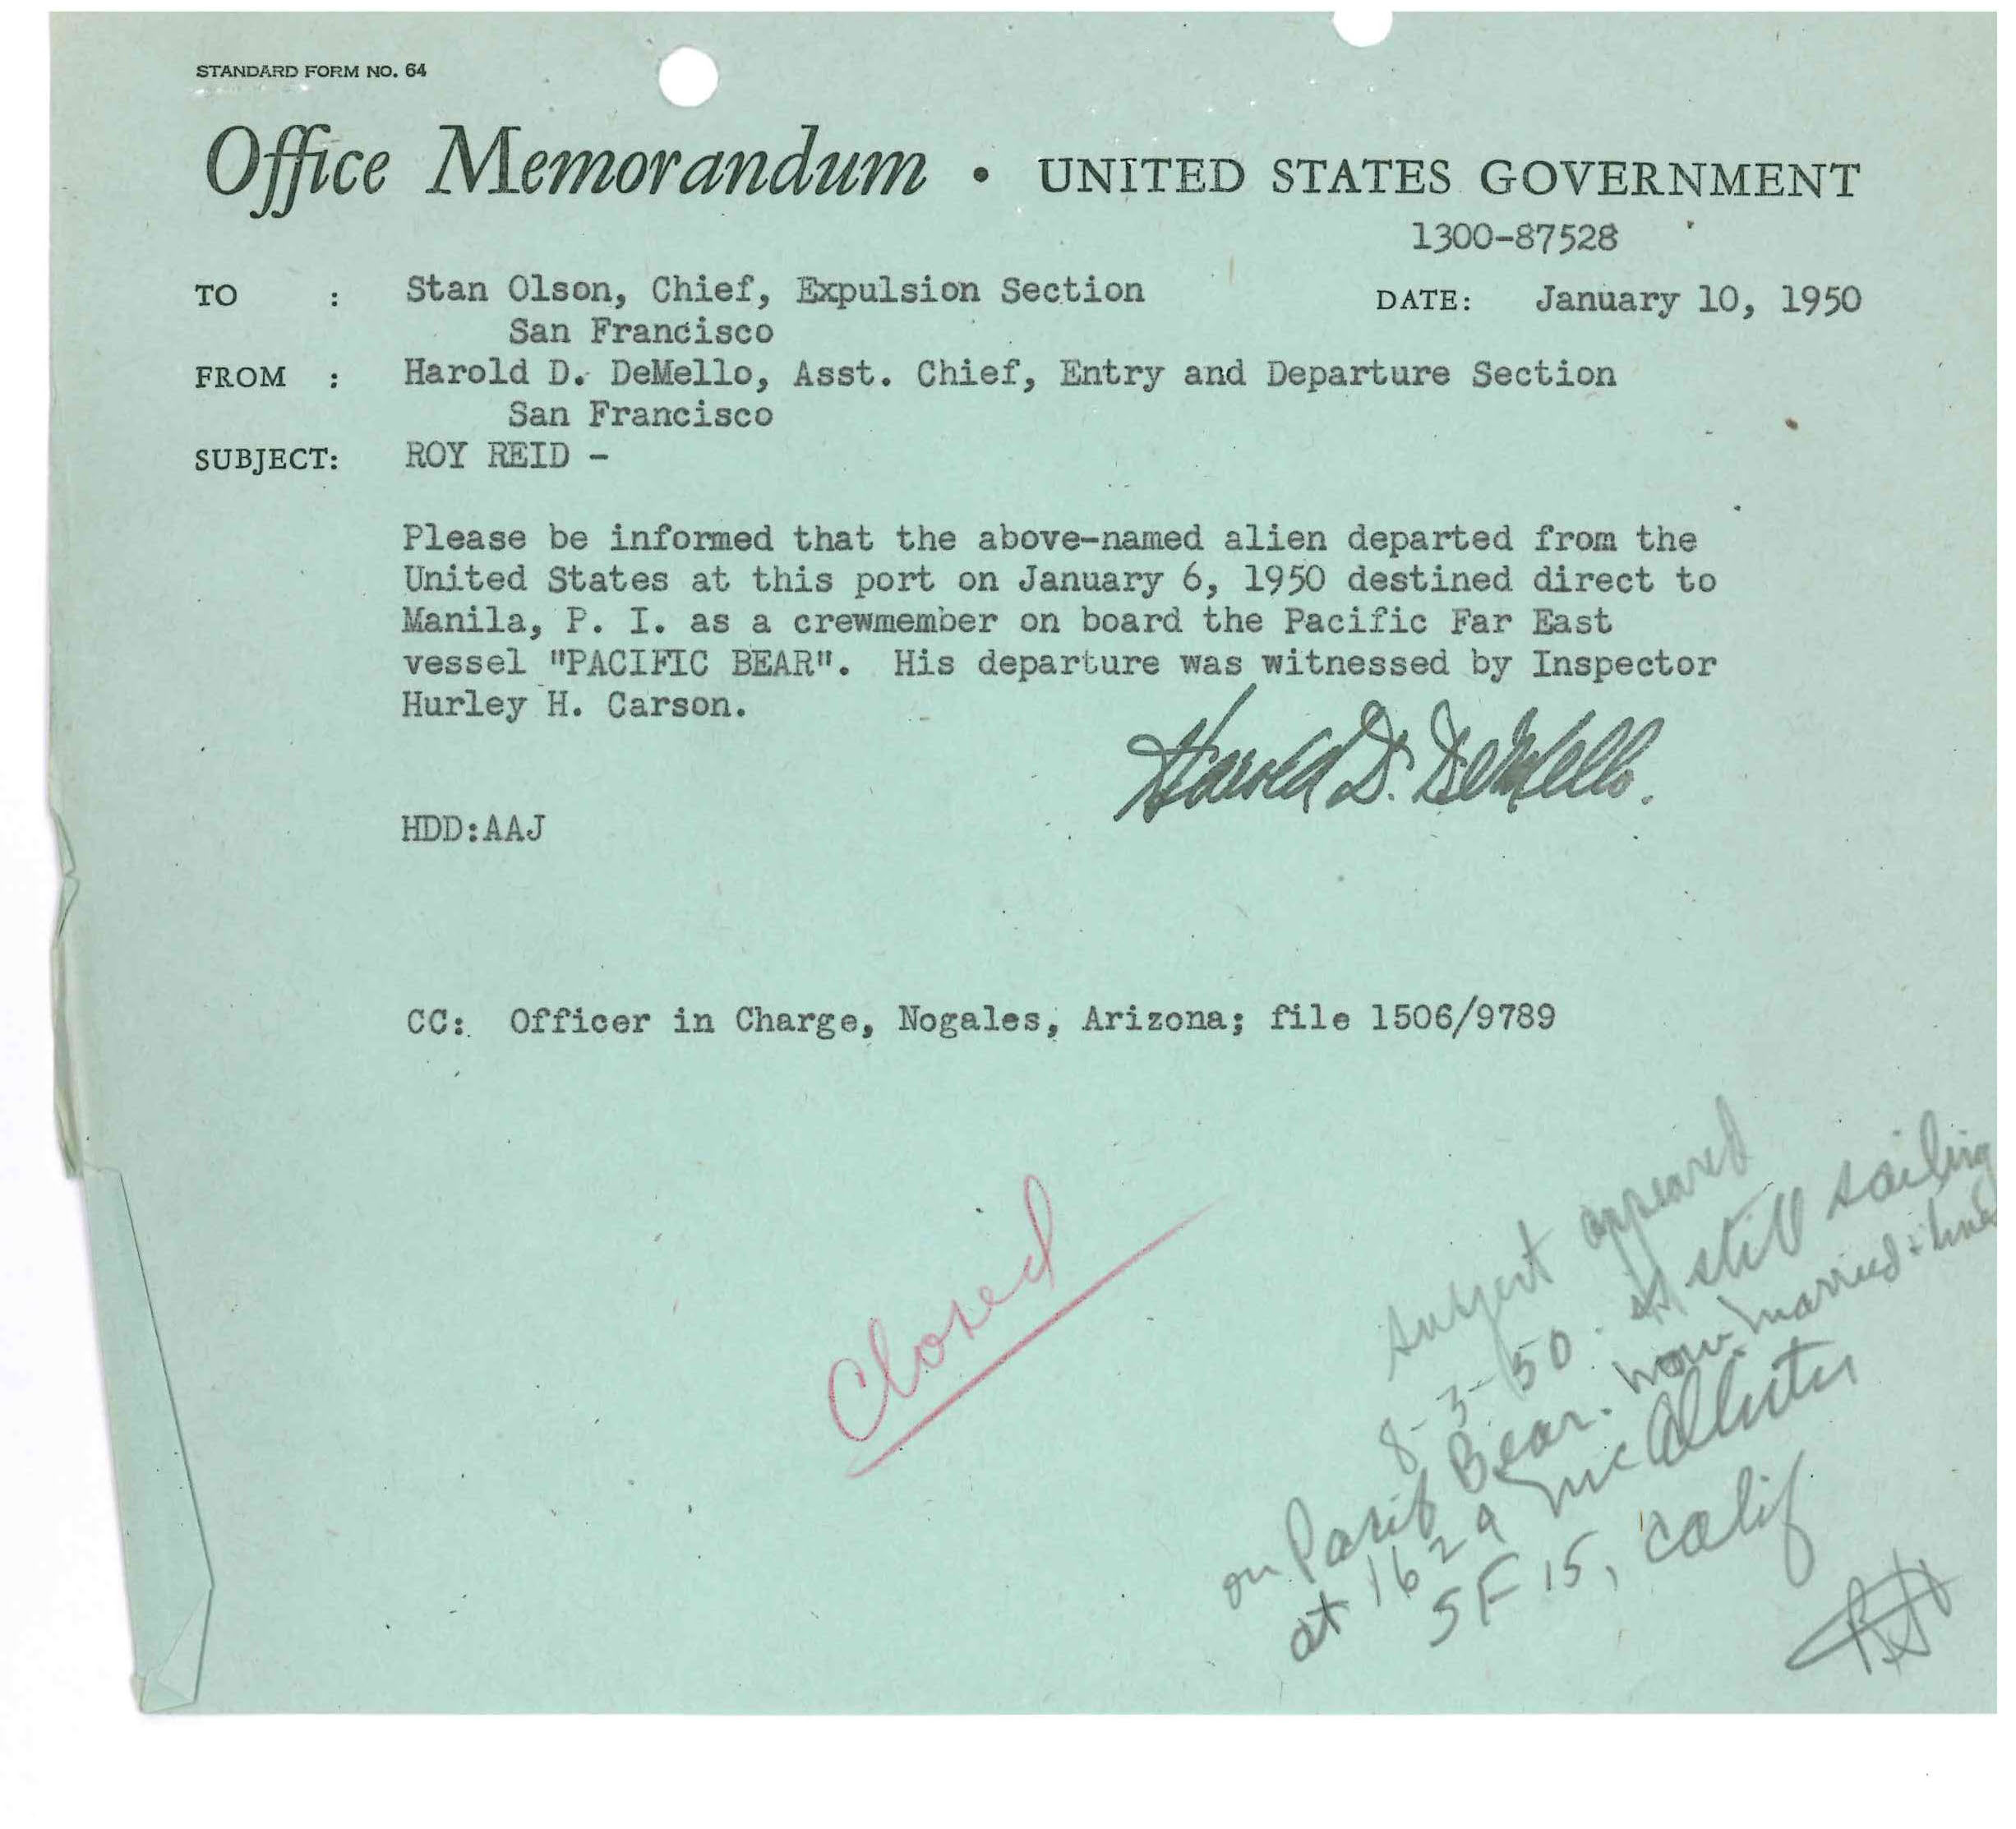 STANDARD FORM NO. 64
Office Memorandum • UNITED STATES GOVERNMENT
1300-87528
TO : Stan Olson, Chief, Expulsion Section DATE: January 10, 1950
San Francisco
FROM : Harold D. DeMello, Asst. Chief, Entry and Departure Section
San Francisco
SUBJECT: ROY REID -
Please be informed that the above-named alien departed from the
United States at this port on January 6, 1950 destined direct to
Manila, P. I. as a crewmember on board the Pacific Far East
vessel "PACIFIC BEAR". His departure was witnessed by Inspector
Hurley H. Carson.
Harold D. DeMello.
HDD:AAJ
CC: Officer in Charge, Nogales, Arizona; file 1506/9789
Closed
Subject appeared
8-3-50. is still sailing
on Pacif Bear. now married & lives
at 1629 McAllister
SF 15, Calif